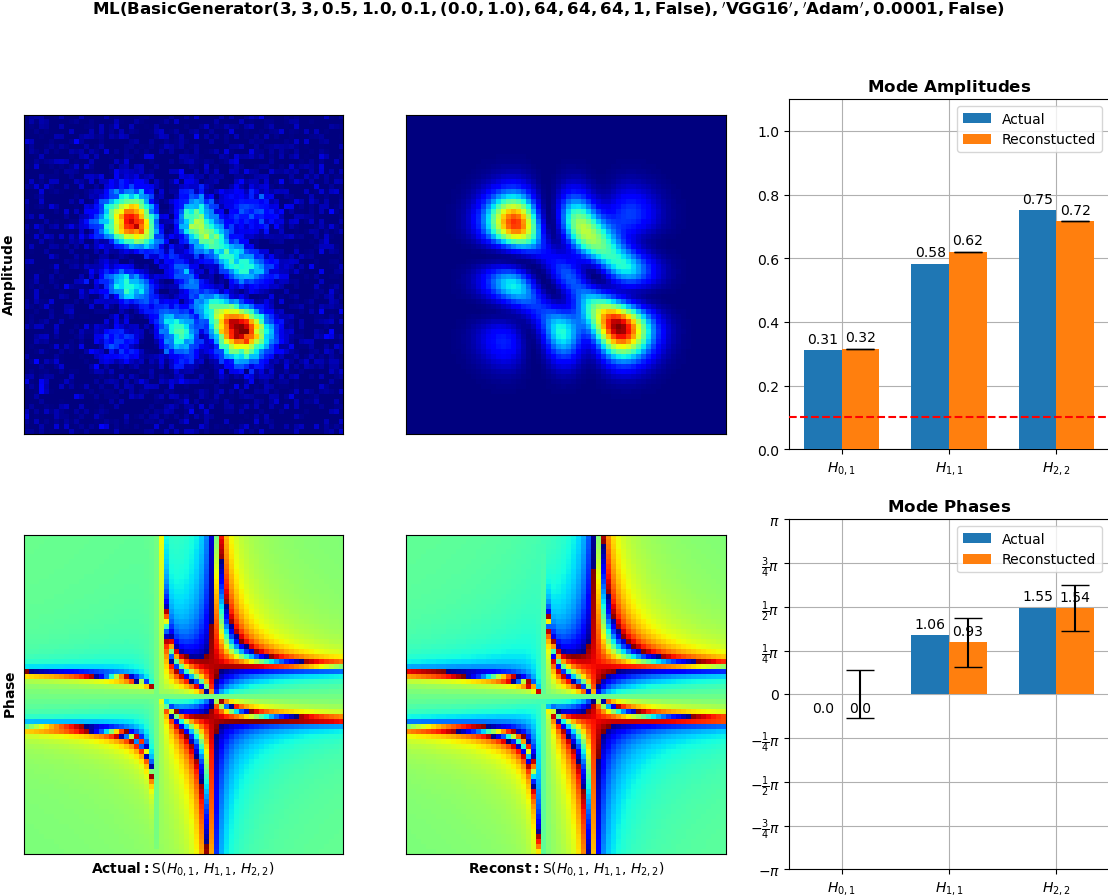 ML(BasicGenerator(3, 3, 0.5, 1.0, 0.1, (0.0, 1.0), 64, 64, 64, 1, False), ′VGG16′, ′Adam′, 0.0001, False)
Amplitude
Mode Amplitudes
Actual
Reconstucted
1.0
0.8
0.6
0.4
0.2
0.0
0.31
0.32
0.58
0.62
0.75
0.72
H0,1
H1,1
H2,2
Phase
Actual: S(H0,1, H1,1, H2,2)
Reconst: S(H0,1, H1,1, H2,2)
Mode Phases
Actual
Reconstucted
π
3/4π
1/2π
1/4π
0
−1/4π
−1/2π
−3/4π
−π
0.0
0.0
1.06
0.93
1.55
1.54
H0,1
H1,1
H2,2